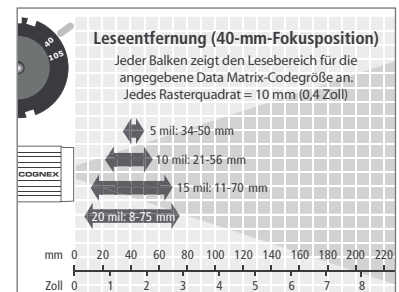 40
105
Leseentfernung (40-mm-Fokusposition)
Jeder Balken zeigt den Lesebereich für die
angegebene Data Matrix-Codegröße an.
Jedes Rasterquadrat = 10 mm (0,4 Zoll)
5 mil: 34-50 mm
10 mil: 21-56 mm
COGNEX
15 mil: 11-70 mm
20 mil: 8-75 mm
mm 0 20 40 60 80 100 120 140 160 180 200 220
Zoll 0 1 2 3 4 5 6 7 8